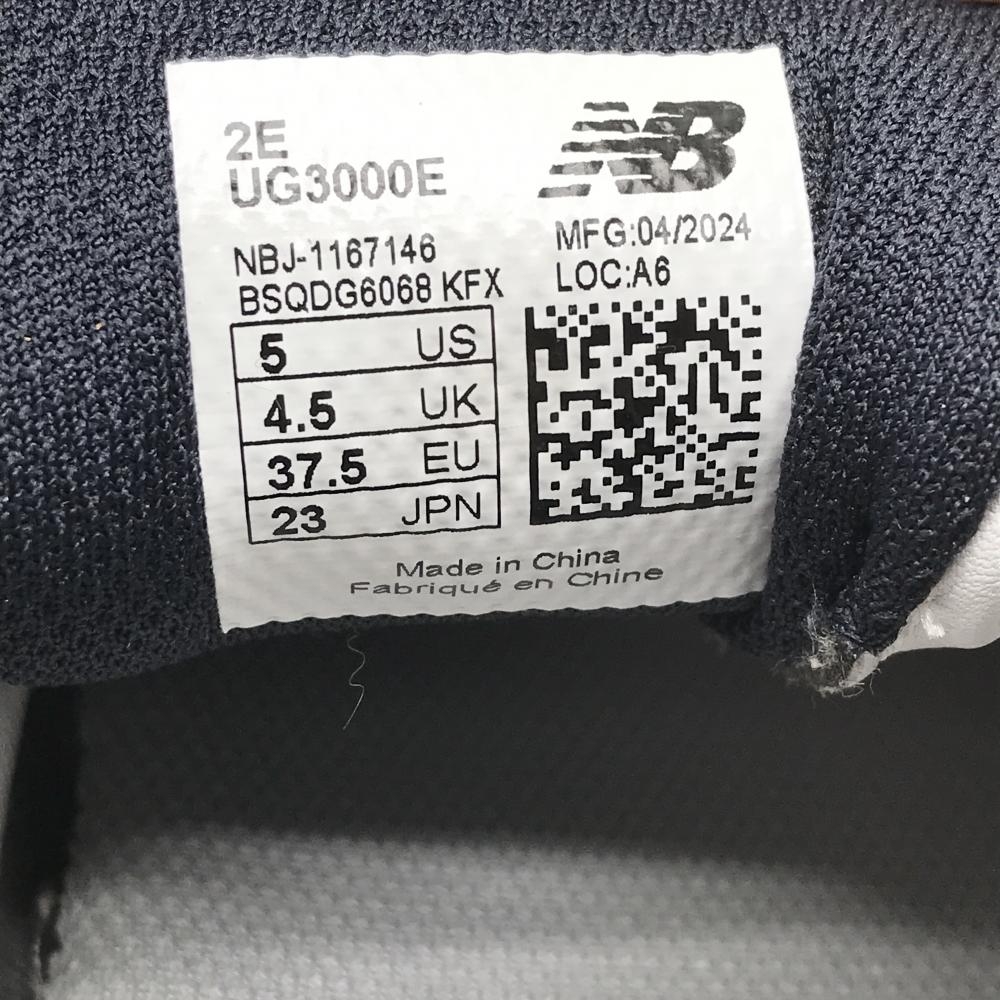 2E
UG3000E
NB
MFG:04/2024
LOC:A6
NBJ-1167146
BSQDG6068 KFX
5 US
4.5 UK
37.5 EU
23 JPN
Made in China
Fabriqué en Chine